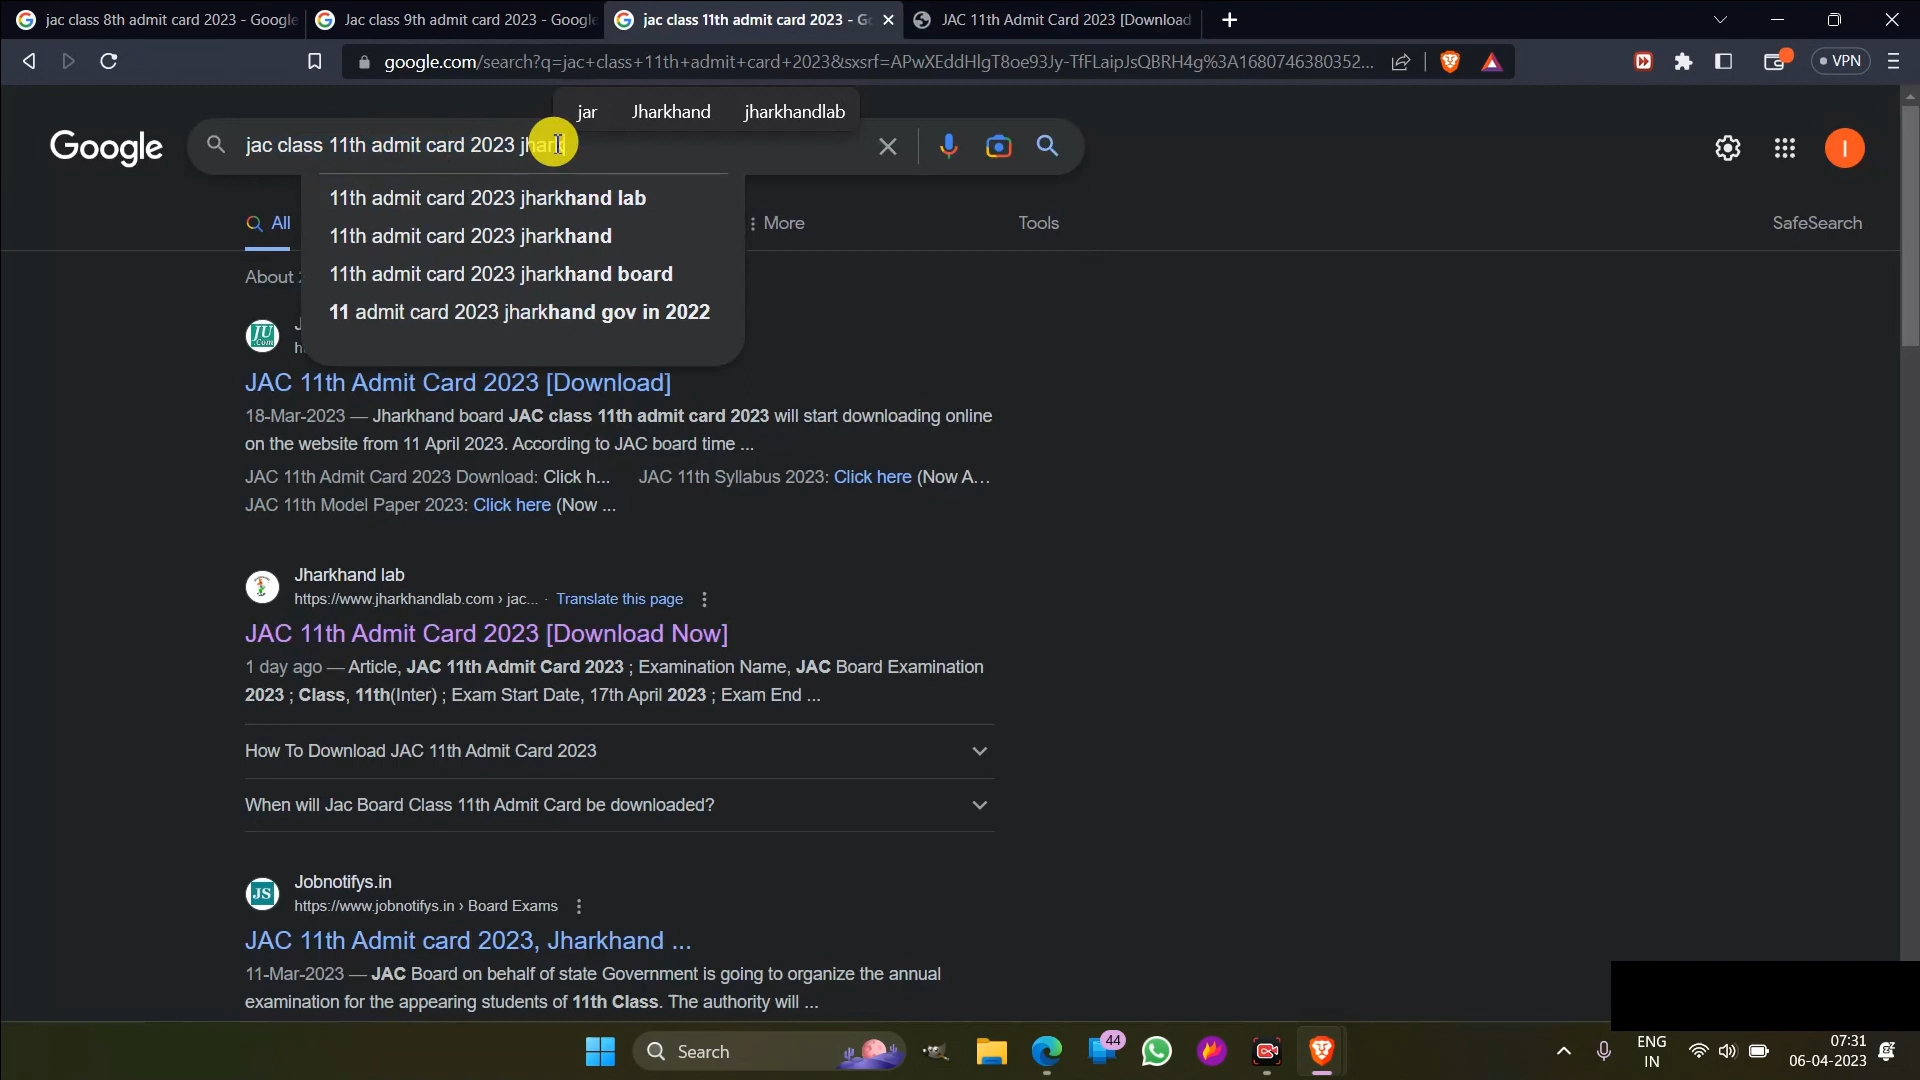 jac class 8th admit card 2023 - Google
Jac class 9th admit card 2023 - Google
jac class 11th admit card 2023 - Go
JAC 11th Admit Card 2023 [Download
google.com/search?q=jac+class+11th+admit+card+2023&sxsrf=APwXEddHlgT8oe93Jy-TfFLaipJsQBRH4g%3A1680746380352...
VPN
jar Jharkhand jharkhandlab
Google
jac class 11th admit card 2023 jhark
11th admit card 2023 jharkhand lab
11th admit card 2023 jharkhand
11th admit card 2023 jharkhand board
11 admit card 2023 jharkhand gov in 2022
All
More
Tools
SafeSearch
About
JU
.Com
JAC 11th Admit Card 2023 [Download]
18-Mar-2023 — Jharkhand board JAC class 11th admit card 2023 will start downloading online
on the website from 11 April 2023. According to JAC board time ...
JAC 11th Admit Card 2023 Download: Click h... JAC 11th Syllabus 2023: Click here (Now A...
JAC 11th Model Paper 2023: Click here (Now ...
Jharkhand lab
https://www.jharkhandlab.com › jac... · Translate this page
JAC 11th Admit Card 2023 [Download Now]
1 day ago — Article, JAC 11th Admit Card 2023 ; Examination Name, JAC Board Examination
2023 ; Class, 11th(Inter) ; Exam Start Date, 17th April 2023 ; Exam End ...
How To Download JAC 11th Admit Card 2023
When will Jac Board Class 11th Admit Card be downloaded?
JS
Jobnotifys.in
https://www.jobnotifys.in › Board Exams
JAC 11th Admit card 2023, Jharkhand ...
11-Mar-2023 — JAC Board on behalf of state Government is going to organize the annual
examination for the appearing students of 11th Class. The authority will ...
Search
44
ENG
IN
07:31
06-04-2023